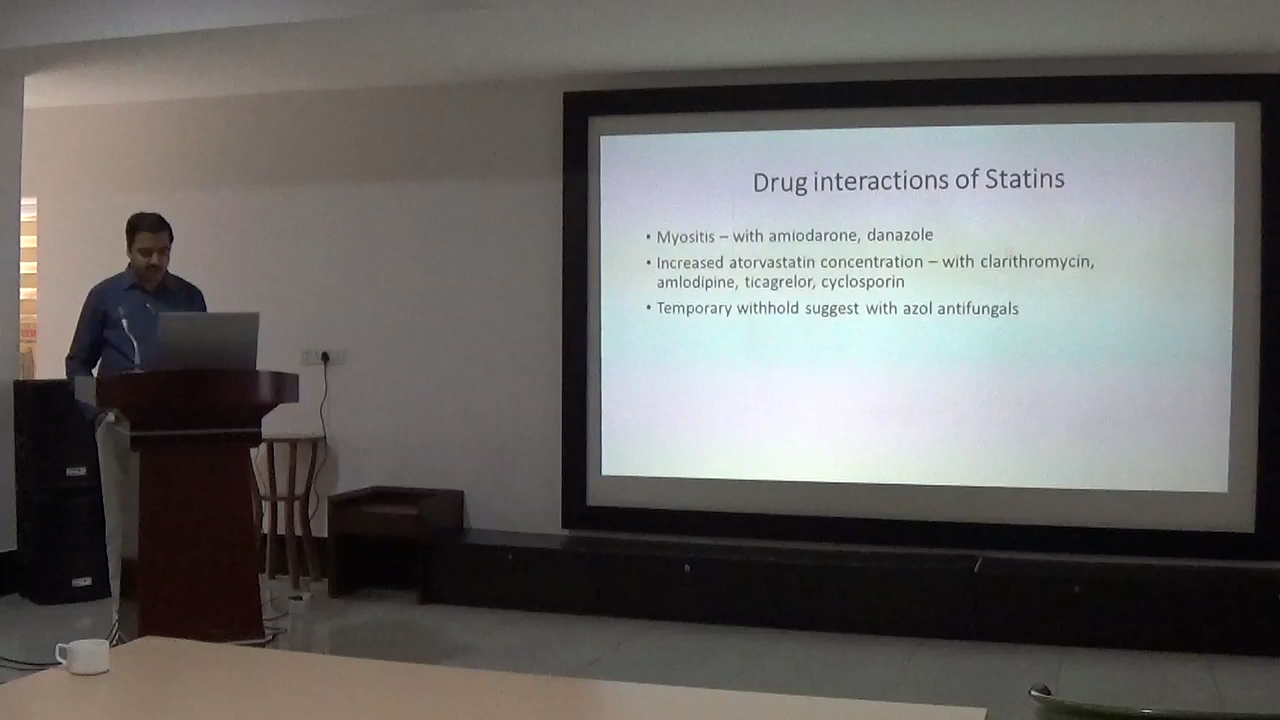 Drug interactions of Statins
• Myositis – with amiodarone, danazole
• Increased atorvastatin concentration – with clarithromycin,
amlodipine, ticagrelor, cyclosporin
• Temporary withhold suggest with azol antifungals